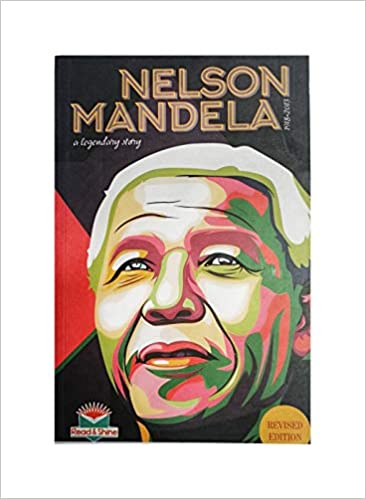 NELSON
MANDELA
1918-2013
a legendary story
Read & Shine
REVISED
EDITION